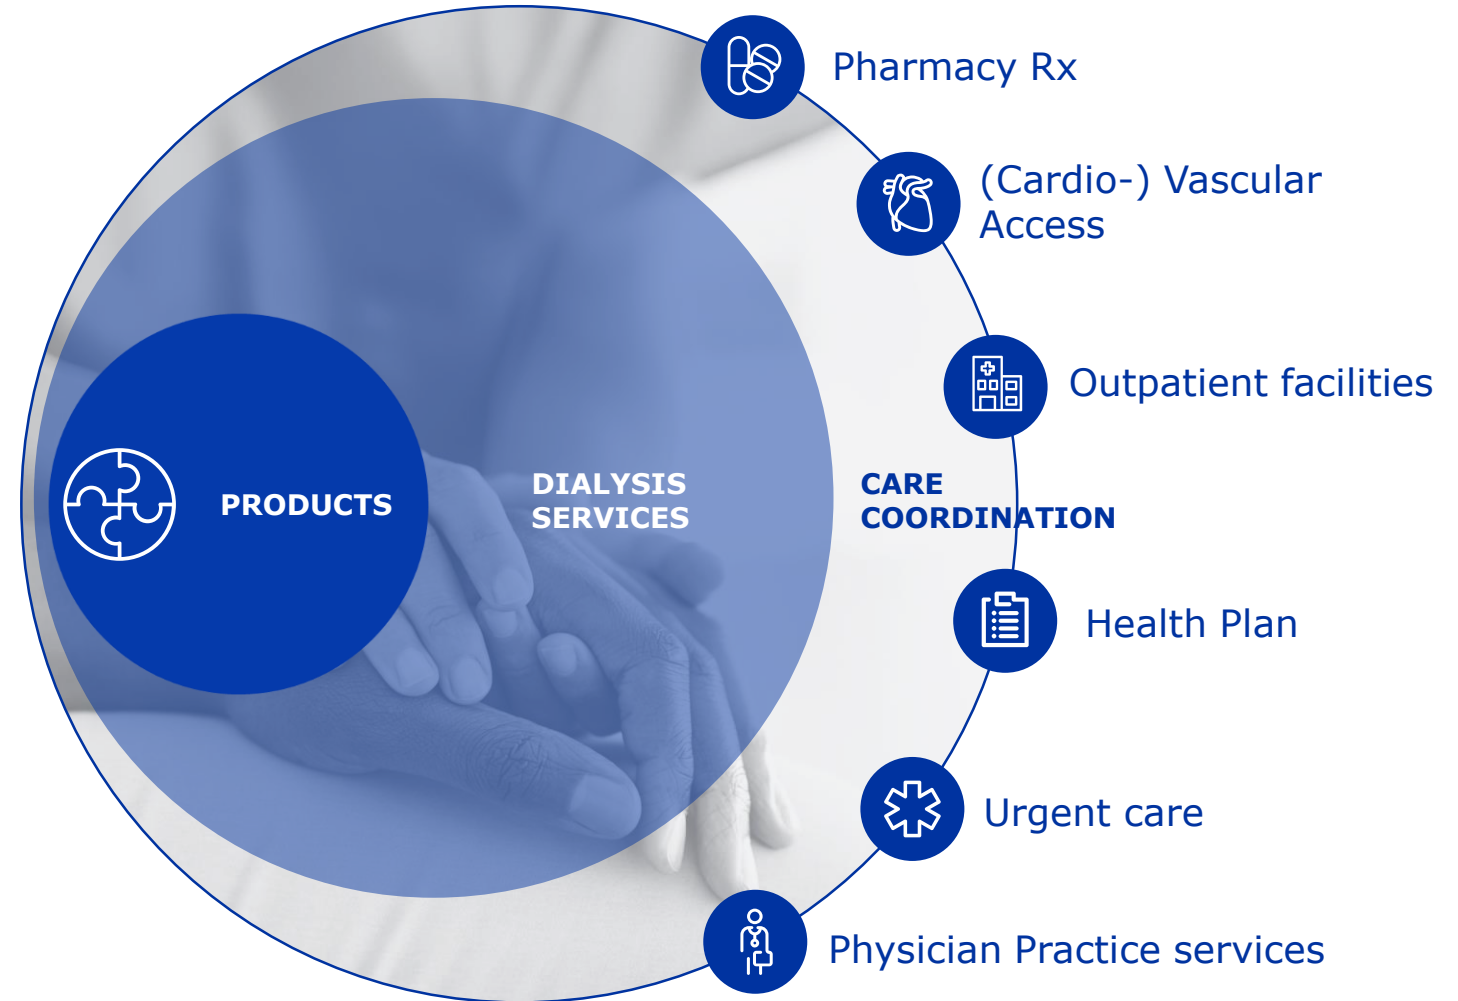 Pharmacy Rx
(Cardio-) Vascular
Access
Outpatient facilities
PRODUCTS
DIALYSIS
SERVICES
CARE
COORDINATION
Health Plan
Urgent care
Physician Practice services